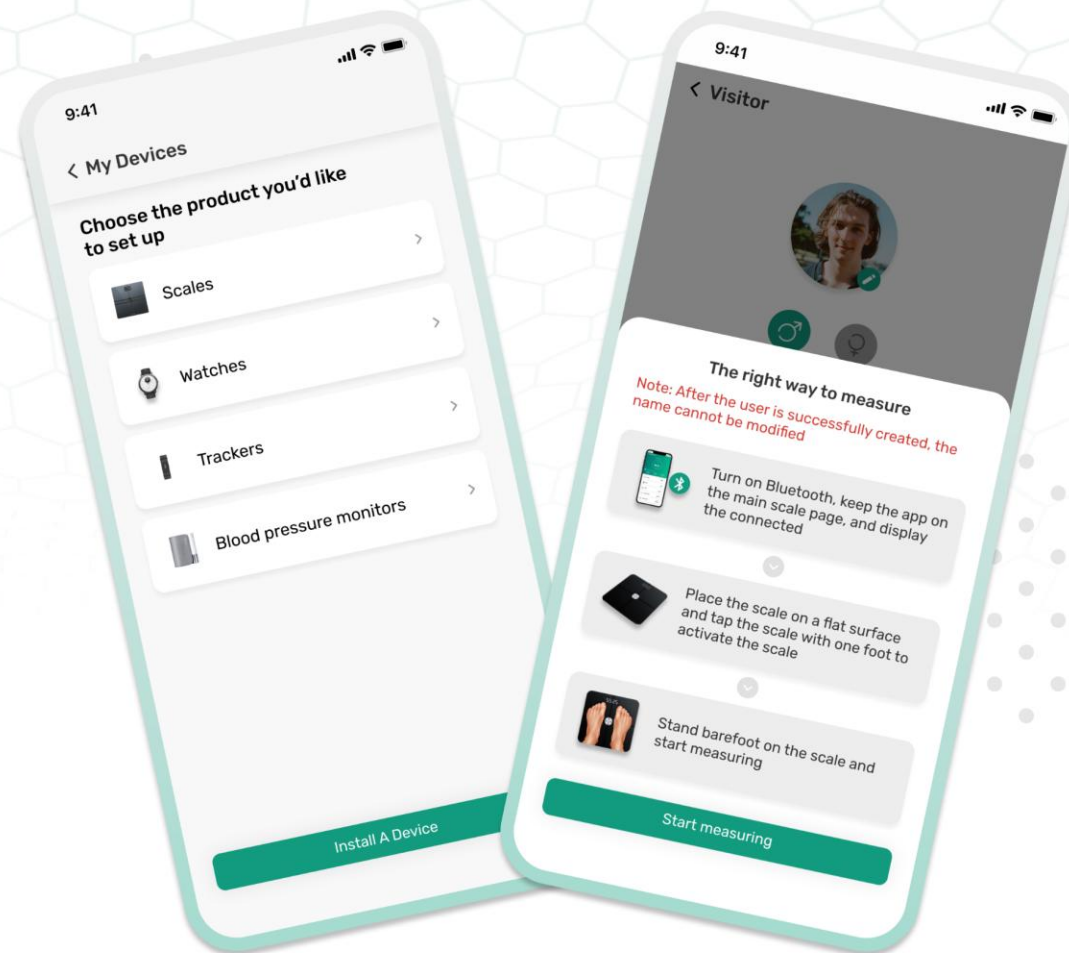 9:41
My Devices
Choose the product you'd like
to set up
Scales
Watches
Trackers
Blood pressure monitors
Install A Device
9:41
Visitor
The right way to measure
Note: After the user is successfully created, the
name cannot be modified
Turn on Bluetooth, keep the app on
the main scale page, and display
the connected
Place the scale on a flat surface
and tap the scale with one foot to
activate the scale
Stand barefoot on the scale and
start measuring
Start measuring